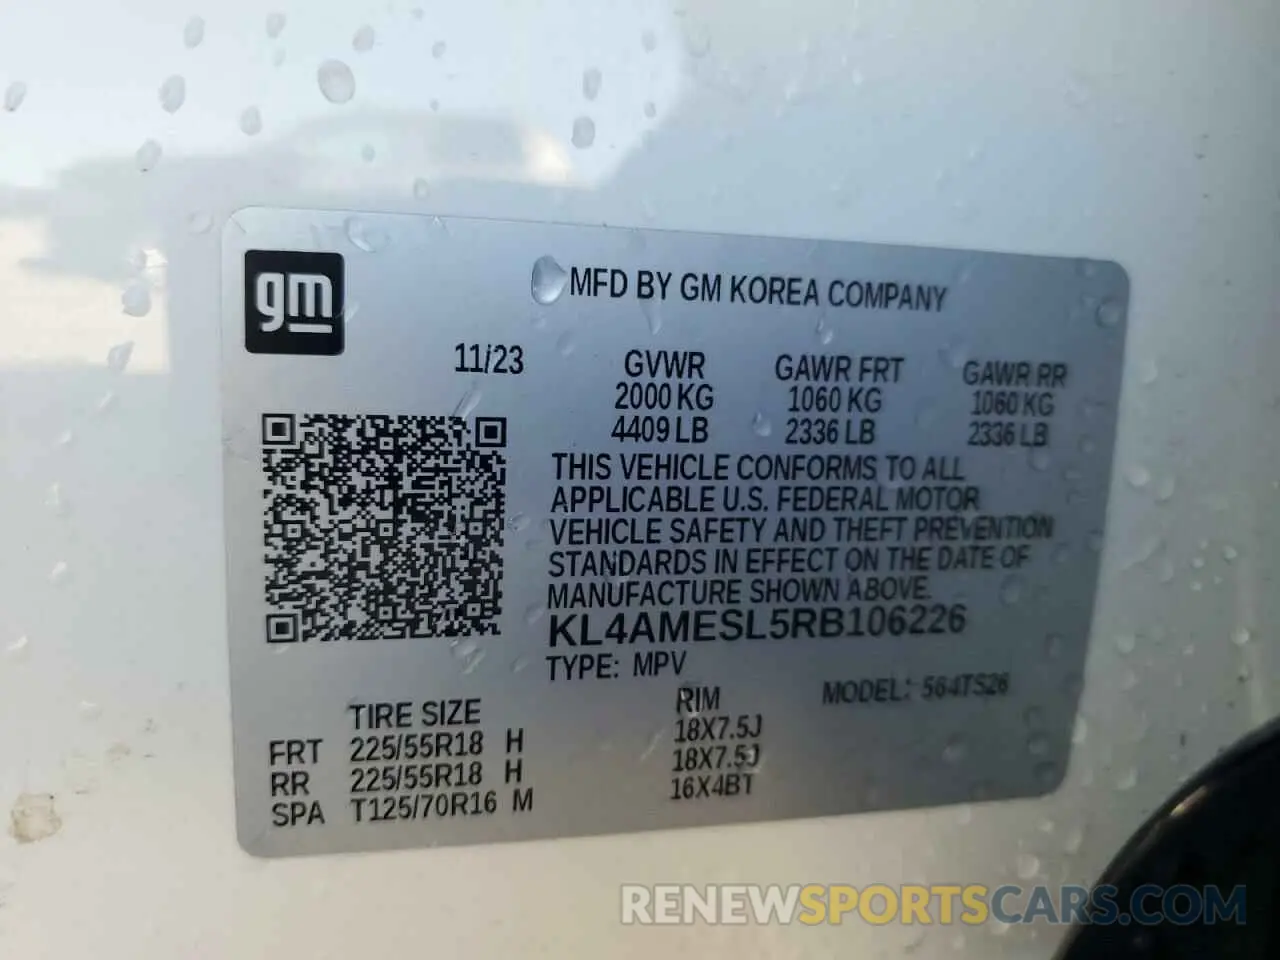 gm
MFD BY GM KOREA COMPANY
11/23
GVWR GAWR FRT GAWR RR
2000 KG 1060 KG 1060 KG
4409 LB 2336 LB 2336 LB
THIS VEHICLE CONFORMS TO ALL
APPLICABLE U.S. FEDERAL MOTOR
VEHICLE SAFETY AND THEFT PREVENTION
STANDARDS IN EFFECT ON THE DATE OF
MANUFACTURE SHOWN ABOVE.
KL4AMESL5RB106226
TYPE: MPV
MODEL: 564TS26
TIRE SIZE RIM
FRT 225/55R18 H 18X7.5J
RR 225/55R18 H 18X7.5J
SPA T125/70R16 M 16X4BT
RENEWSPORTSCARS.COM